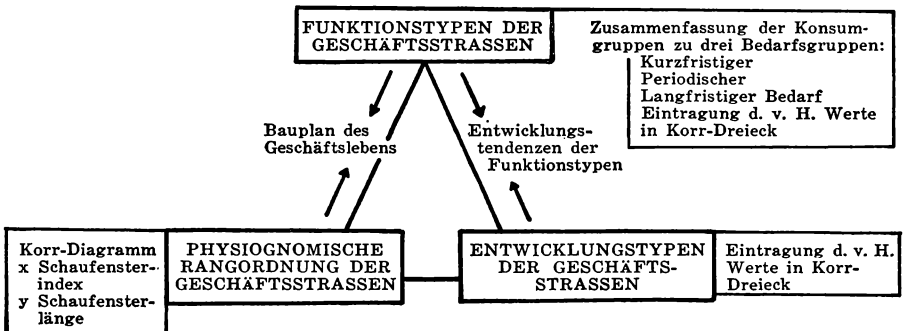 FUNKTIONSTYPEN DER
GESCHÄFTSSTRASSEN
Zusammenfassung der Konsum-
gruppen zu drei Bedarfsgruppen:
Kurzfristiger
Periodischer
Langfristiger Bedarf
Eintragung d. v. H. Werte
in Korr-Dreieck
Bauplan des
Geschäftslebens
Entwicklungs-
tendenzen der
Funktionstypen
Korr-Diagramm
x Schaufenster-
index
y Schaufenster-
länge
PHYSIOGNOMISCHE
RANGORDNUNG DER
GESCHÄFTSSTRASSEN
ENTWICKLUNGSTYPEN
DER GESCHÄFTS-
STRASSEN
Eintragung d. v. H.
Werte in Korr-
Dreieck